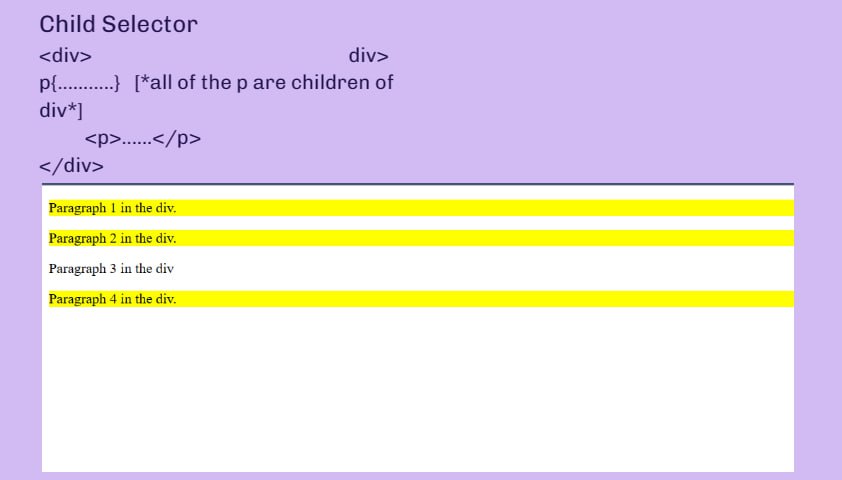 Child Selector
<div> div>
p{...........} [*all of the p are children of
div*]
<p>......</p>
</div>
Paragraph 1 in the div.
Paragraph 2 in the div.
Paragraph 3 in the div
Paragraph 4 in the div.